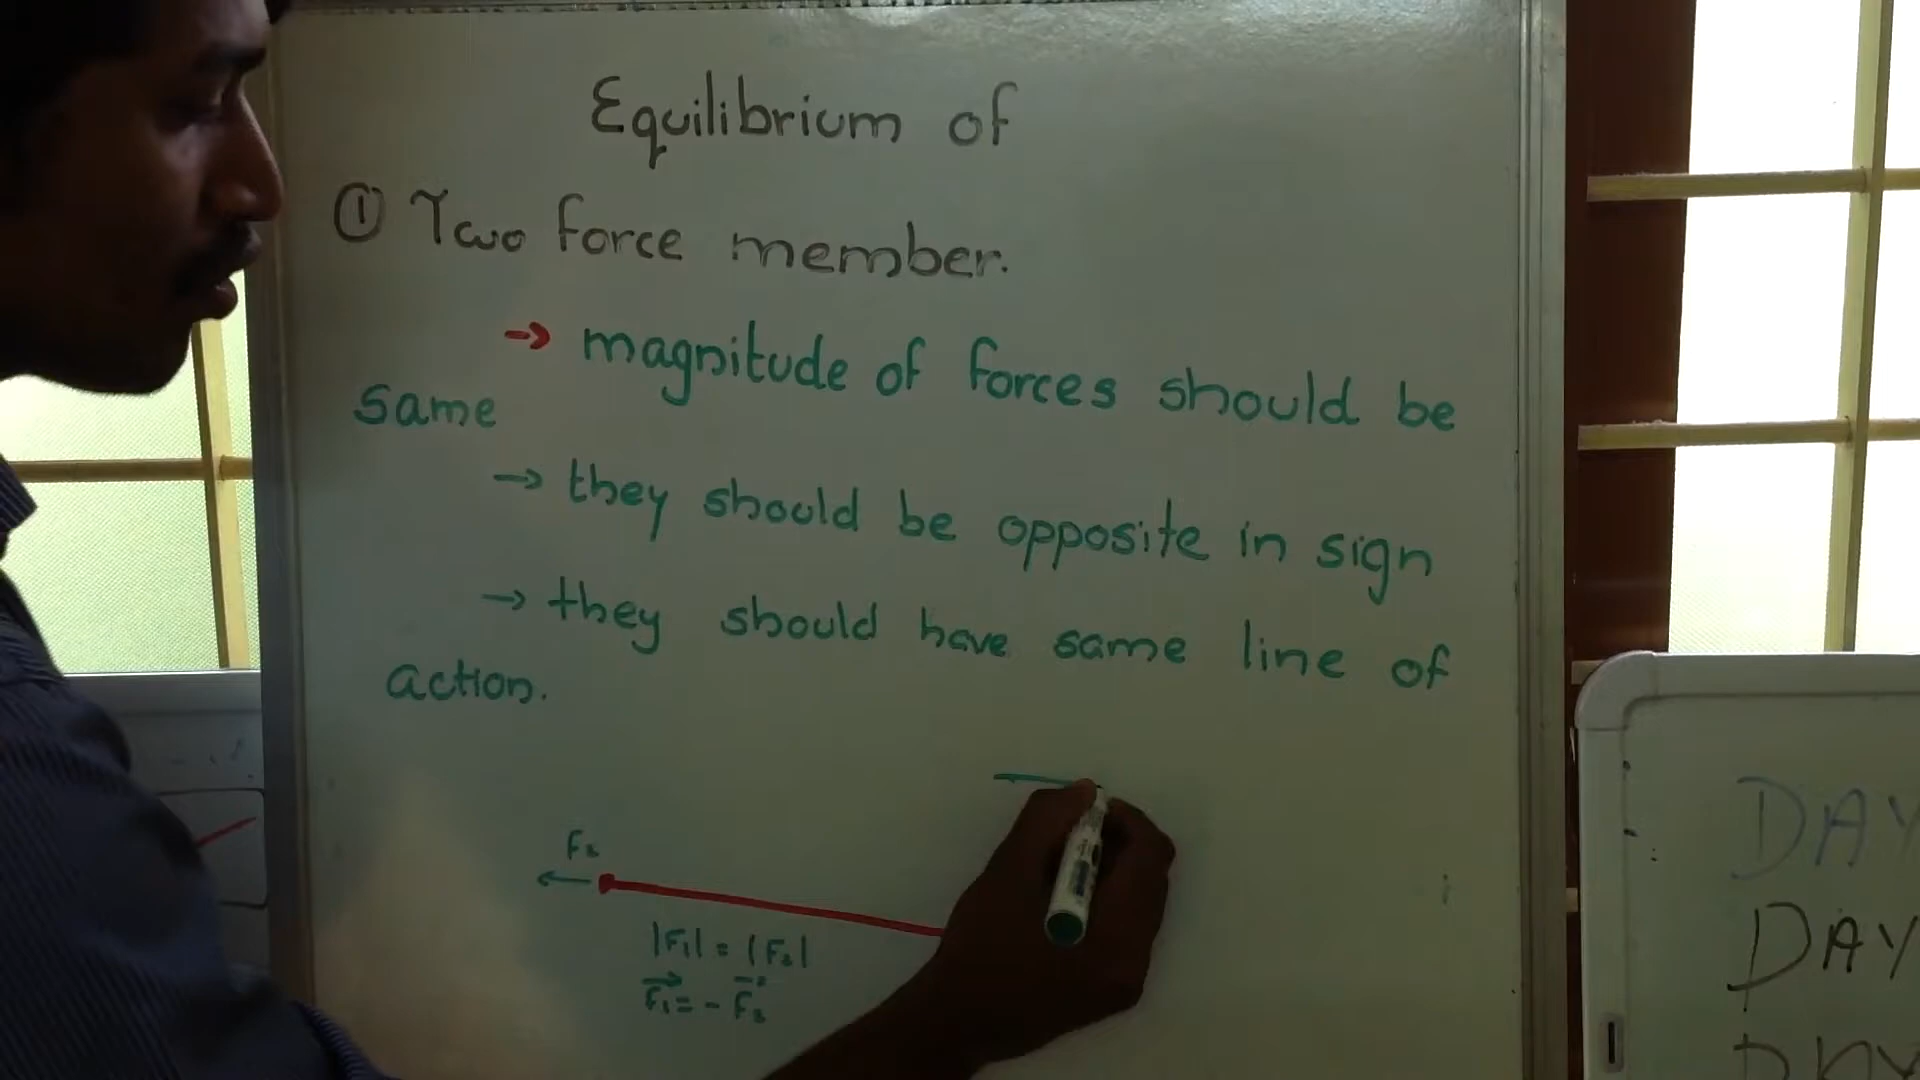 Equilibrium of
① Two force member.
→ magnitude of forces should be
same
→ they should be opposite in sign
→ they should have same line of
action.
F₂
|F₁| = |F₂|
F₁ = - F₂
DAY
DAY
DAY